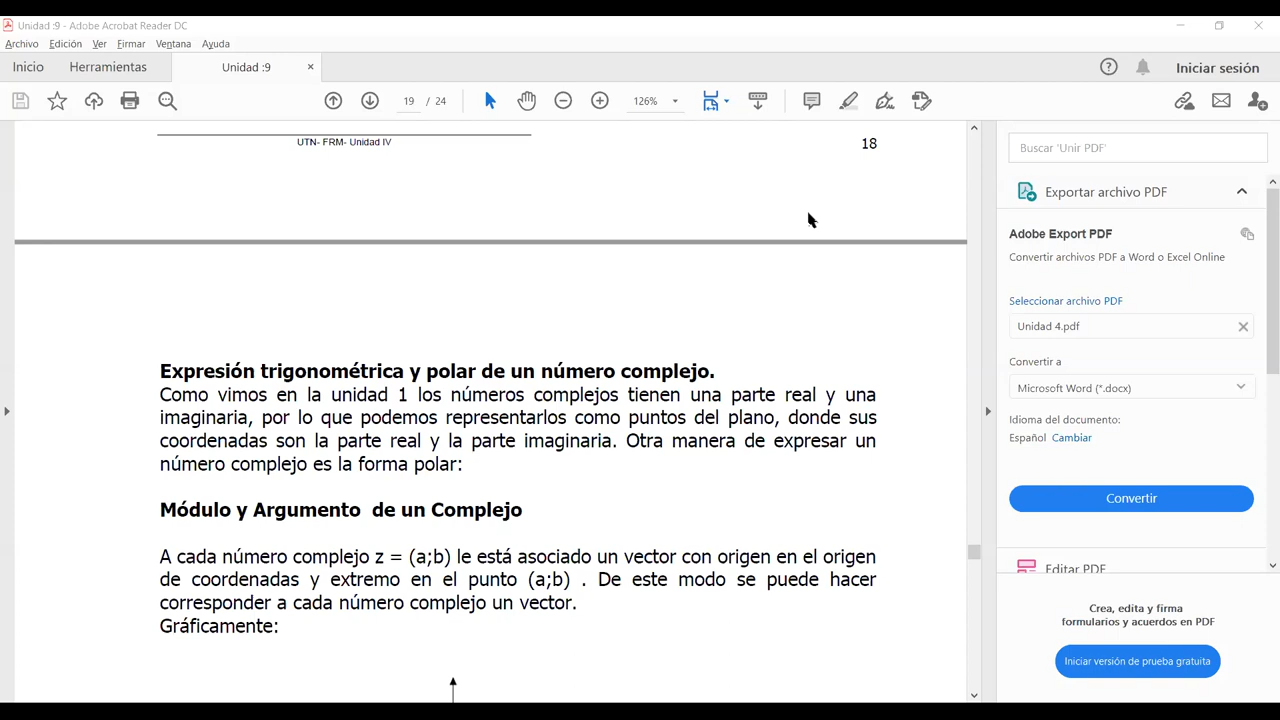 Unidad :9 - Adobe Acrobat Reader DC
Archivo Edición Ver Firmar Ventana Ayuda
Inicio Herramientas Unidad :9 × Iniciar sesión
19 / 24 126%
UTN- FRM- Unidad IV
18
Expresión trigonométrica y polar de un número complejo.
Como vimos en la unidad 1 los números complejos tienen una parte real y una
imaginaria, por lo que podemos representarlos como puntos del plano, donde sus
coordenadas son la parte real y la parte imaginaria. Otra manera de expresar un
número complejo es la forma polar:
Módulo y Argumento de un Complejo
A cada número complejo z = (a;b) le está asociado un vector con origen en el origen
de coordenadas y extremo en el punto (a;b) . De este modo se puede hacer
corresponder a cada número complejo un vector.
Gráficamente:
Buscar 'Unir PDF'
Exportar archivo PDF
Adobe Export PDF
Convertir archivos PDF a Word o Excel Online
Seleccionar archivo PDF
Unidad 4.pdf
Convertir a
Microsoft Word (*.docx)
Idioma del documento:
Español Cambiar
Convertir
Editar PDF
Crea, edita y firma
formularios y acuerdos en PDF
Iniciar versión de prueba gratuita